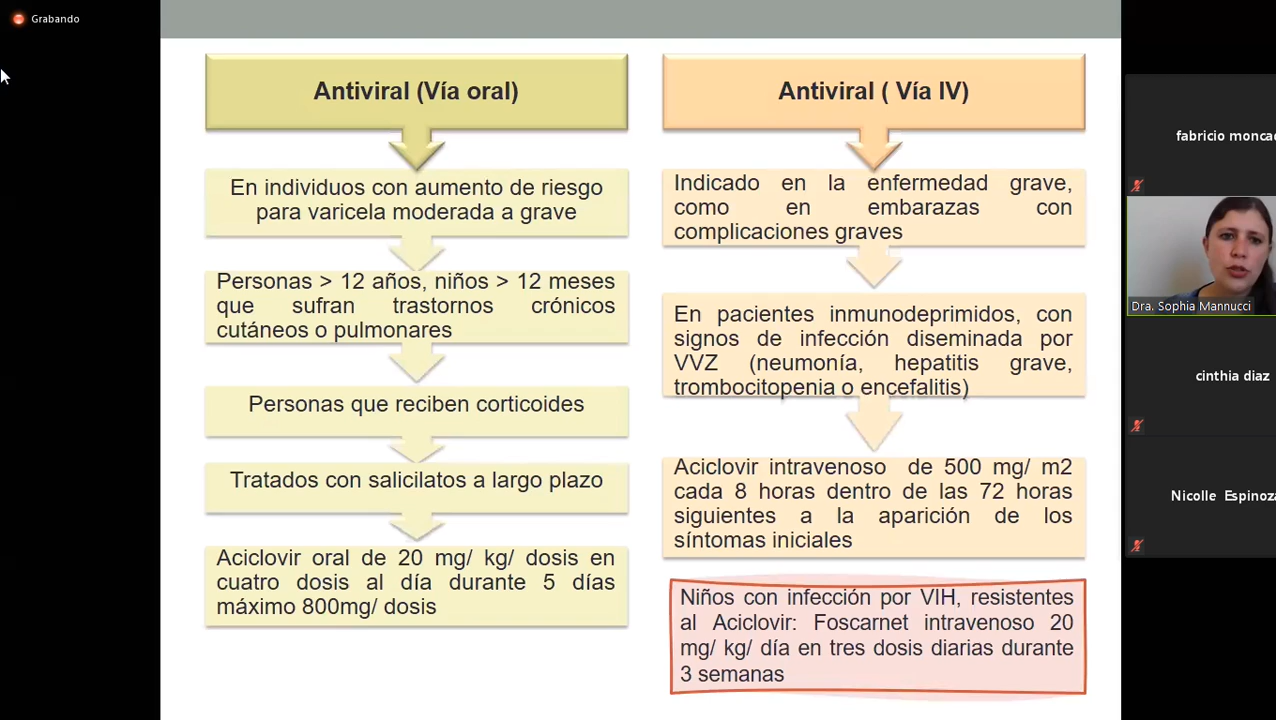 Grabando
Antiviral (Vía oral)
En individuos con aumento de riesgo
para varicela moderada a grave
Personas > 12 años, niños > 12 meses
que sufran trastornos crónicos
cutáneos o pulmonares
Personas que reciben corticoides
Tratados con salicilatos a largo plazo
Aciclovir oral de 20 mg/ kg/ dosis en
cuatro dosis al día durante 5 días
máximo 800mg/ dosis
Antiviral ( Vía IV)
Indicado en la enfermedad grave,
como en embarazas con
complicaciones graves
En pacientes inmunodeprimidos, con
signos de infección diseminada por
VVZ (neumonía, hepatitis grave,
trombocitopenia o encefalitis)
Aciclovir intravenoso de 500 mg/ m2
cada 8 horas dentro de las 72 horas
siguientes a la aparición de los
síntomas iniciales
Niños con infección por VIH, resistentes
al Aciclovir: Foscarnet intravenoso 20
mg/ kg/ día en tres dosis diarias durante
3 semanas
fabricio moncad
Dra. Sophia Mannucci
cinthia diaz
Nicolle Espinoza